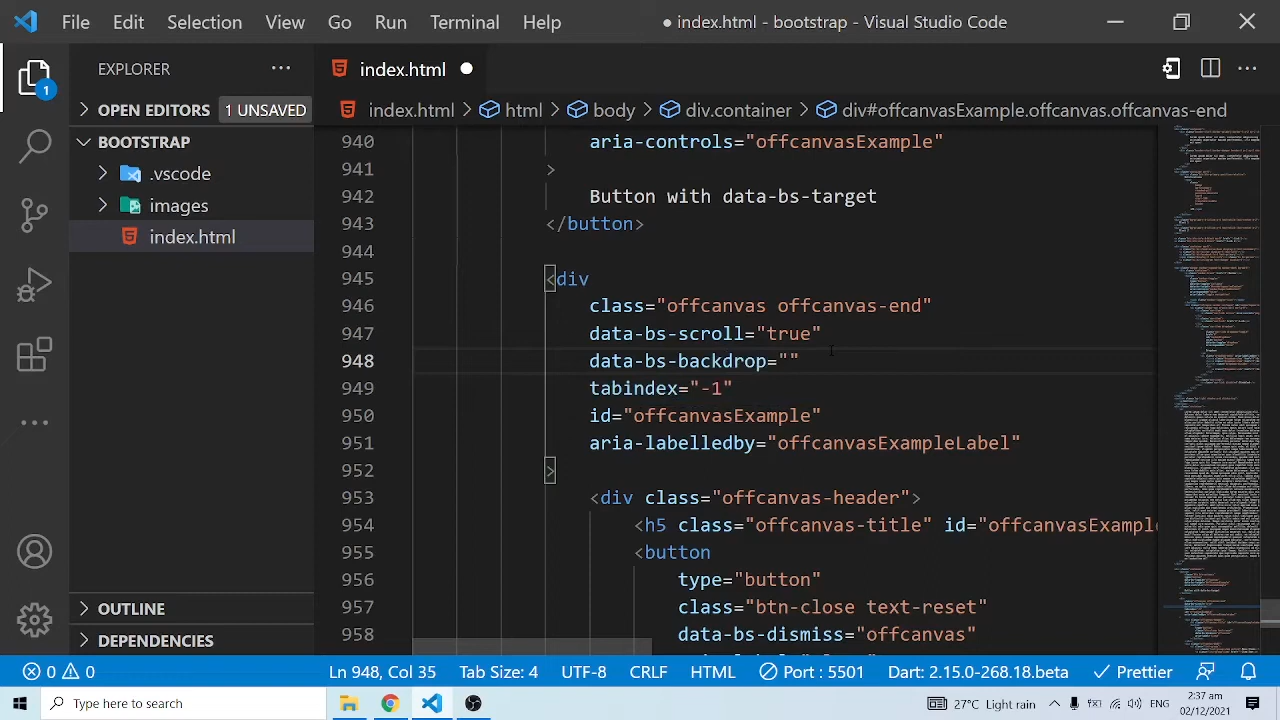 File Edit Selection View Go Run Terminal Help
● index.html - bootstrap - Visual Studio Code
EXPLORER
index.html
OPEN EDITORS 1 UNSAVED
index.html > html > body > div.container > div#offcanvasExample.offcanvas.offcanvas-end
BOOTSTRAP
.vscode
images
index.html
940 aria-controls="offcanvasExample"
941 >
942 Button with data-bs-target
943 </button>
944
945 <div
946 class="offcanvas offcanvas-end"
947 data-bs-scroll="true"
948 data-bs-backdrop=""
949 tabindex="-1"
950 id="offcanvasExample"
951 aria-labelledby="offcanvasExampleLabel"
952 >
953 <div class="offcanvas-header">
954 <h5 class="offcanvas-title" id="offcanvasExample
955 <button
956 type="button"
957 class="btn-close text-reset"
958 data-bs-dismiss="offcanvas"
OUTLINE
DEPENDENCIES
1
0
Ln 948, Col 35 Tab Size: 4 UTF-8 CRLF HTML Port : 5501 Dart: 2.15.0-268.18.beta Prettier
Type here to search
27°C Light rain ENG
2:37 am
02/12/2021